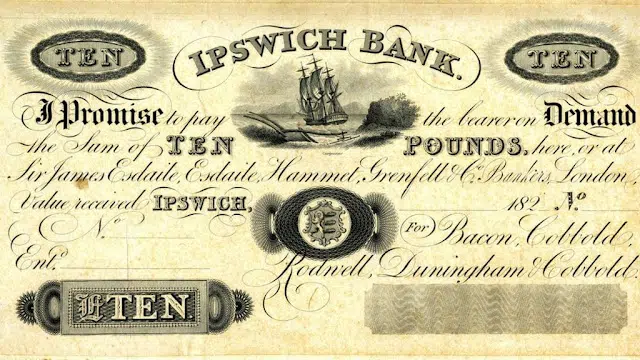 TEN
IPSWICH BANK.
TEN
I Promise to pay the bearer on Demand
the Sum of TEN POUNDS, here, or at
Sir James Esdaile, Esdaile, Hammet, Grenfell & Co. Bankers, London,
Value received IPSWICH, 182 No
No
For Bacon, Cobbold,
Ent.
Rodwell, Duningham & Cobbold,
£TEN.